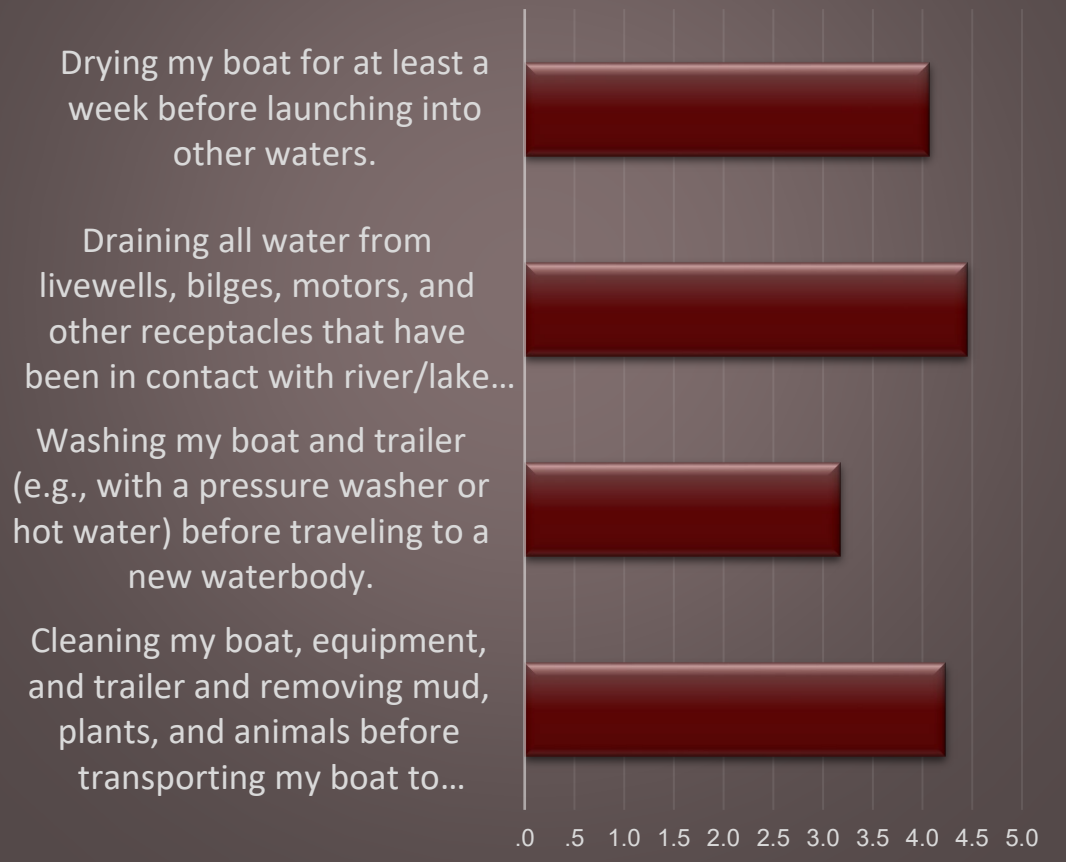 Drying my boat for at least a
week before launching into
other waters.
Draining all water from
livewells, bilges, motors, and
other receptacles that have
been in contact with river/lake…
Washing my boat and trailer
(e.g., with a pressure washer or
hot water) before traveling to a
new waterbody.
Cleaning my boat, equipment,
and trailer and removing mud,
plants, and animals before
transporting my boat to…
.0 .5 1.0 1.5 2.0 2.5 3.0 3.5 4.0 4.5 5.0